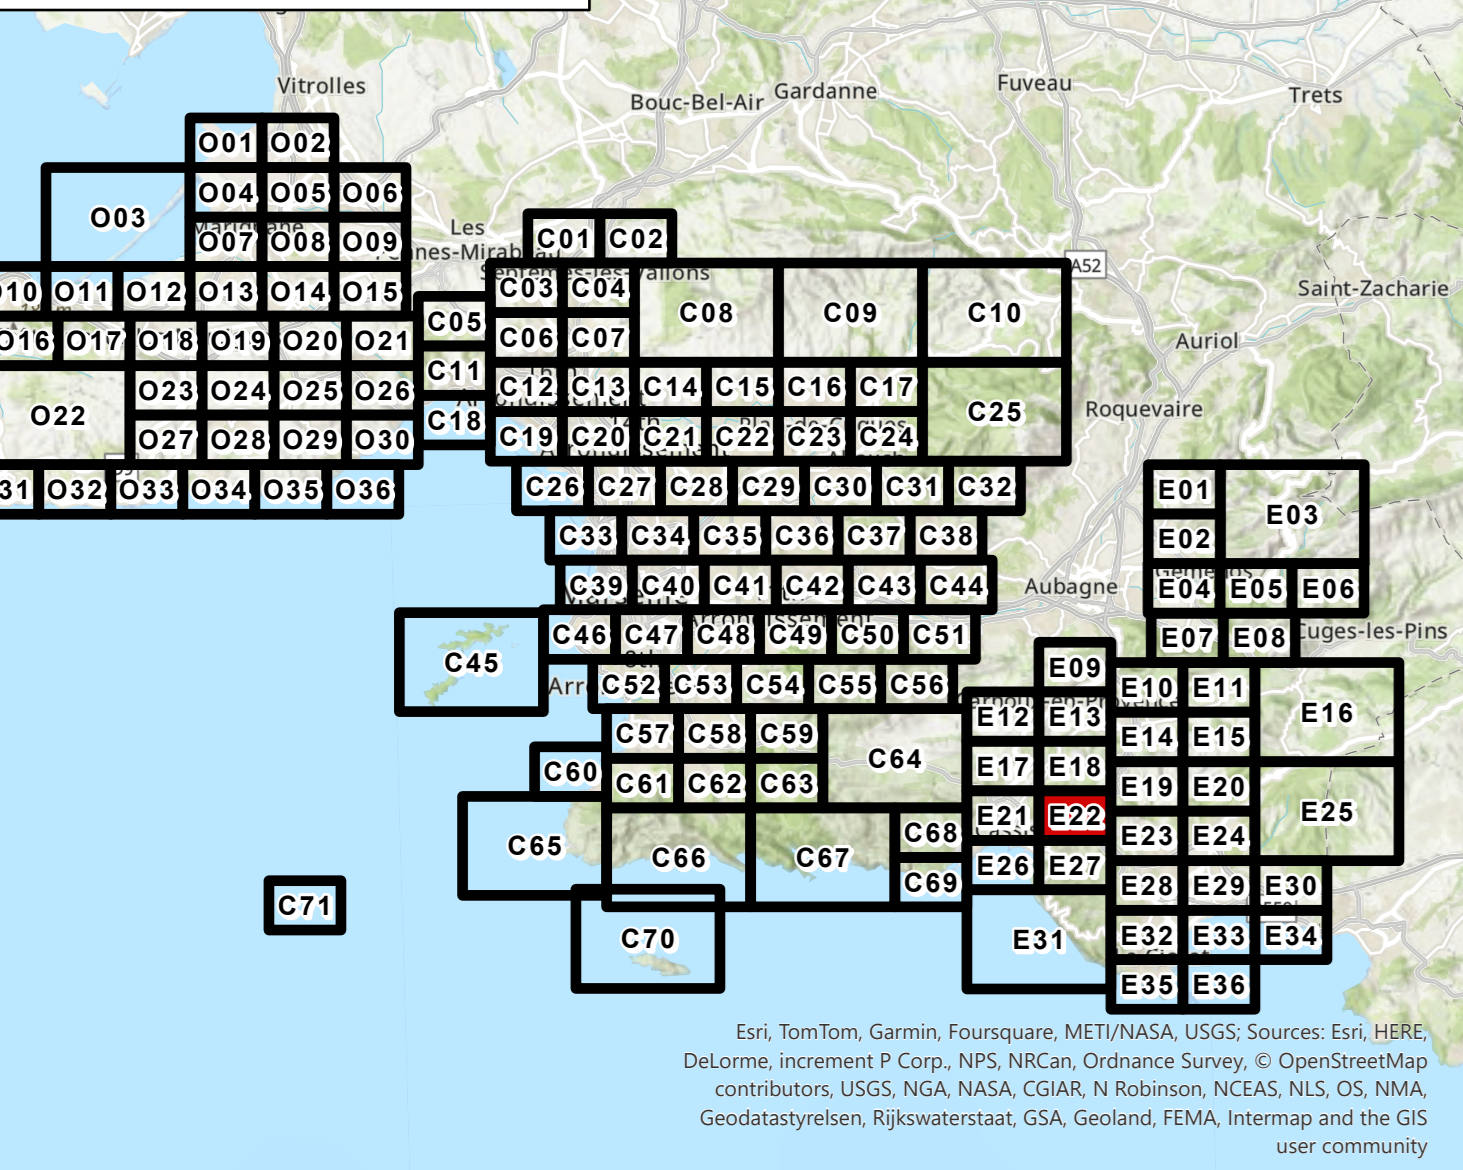 Vitrolles
Bouc-Bel-Air
Gardanne
Fuveau
Trets
O01 O02
O04 O05 O06
O03
O07 O08 O09
Les
C01 C02
A52
Saint-Zacharie
O11 O12 O13 O14 O15
C03 C04
C05
C08 C09 C10
O16 O17 O18 O19 O20 O21
C06 C07
Auriol
C11
O23 O24 O25 O26
C12 C13 C14 C15 C16 C17
O22
C25
Roquevaire
C18
O27 O28 O29 O30
C19 C20 C21 C22 C23 C24
O32 O33 O34 O35 O36
C26 C27 C28 C29 C30 C31 C32
E01
E03
C33 C34 C35 C36 C37 C38
E02
C39 C40 C41 C42 C43 C44
Aubagne
E04 E05 E06
C46 C47 C48 C49 C50 C51
E07 E08
Cuges-les-Pins
C45
E09
C52 C53 C54 C55 C56
E10 E11
E12 E13
E16
C57 C58 C59
E14 E15
C64
E17 E18
C60
C61 C62 C63
E19 E20
E21 E22
E25
C68
E23 E24
C65
C66 C67
E26 E27
C69
E28 E29 E30
C71
C70
E31
E32 E33 E34
E35 E36
Esri, TomTom, Garmin, Foursquare, METI/NASA, USGS; Sources: Esri, HERE,
DeLorme, increment P Corp., NPS, NRCan, Ordnance Survey, © OpenStreetMap
contributors, USGS, NGA, NASA, CGIAR, N Robinson, NCEAS, NLS, OS, NMA,
Geodatastyrelsen, Rijkswaterstaat, GSA, Geoland, FEMA, Intermap and the GIS
user community